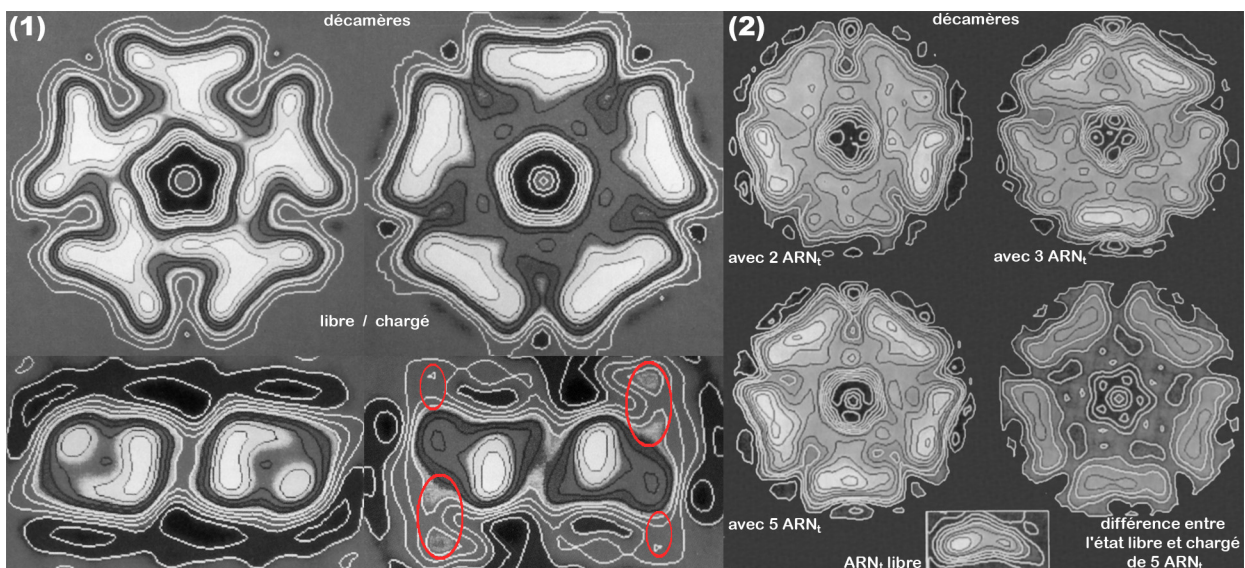 (1)
décamères
libre / chargé
(2)
décamères
avec 2 ARNt
avec 3 ARNt
avec 5 ARNt
ARNt libre
différence entre
l'état libre et chargé
de 5 ARNt